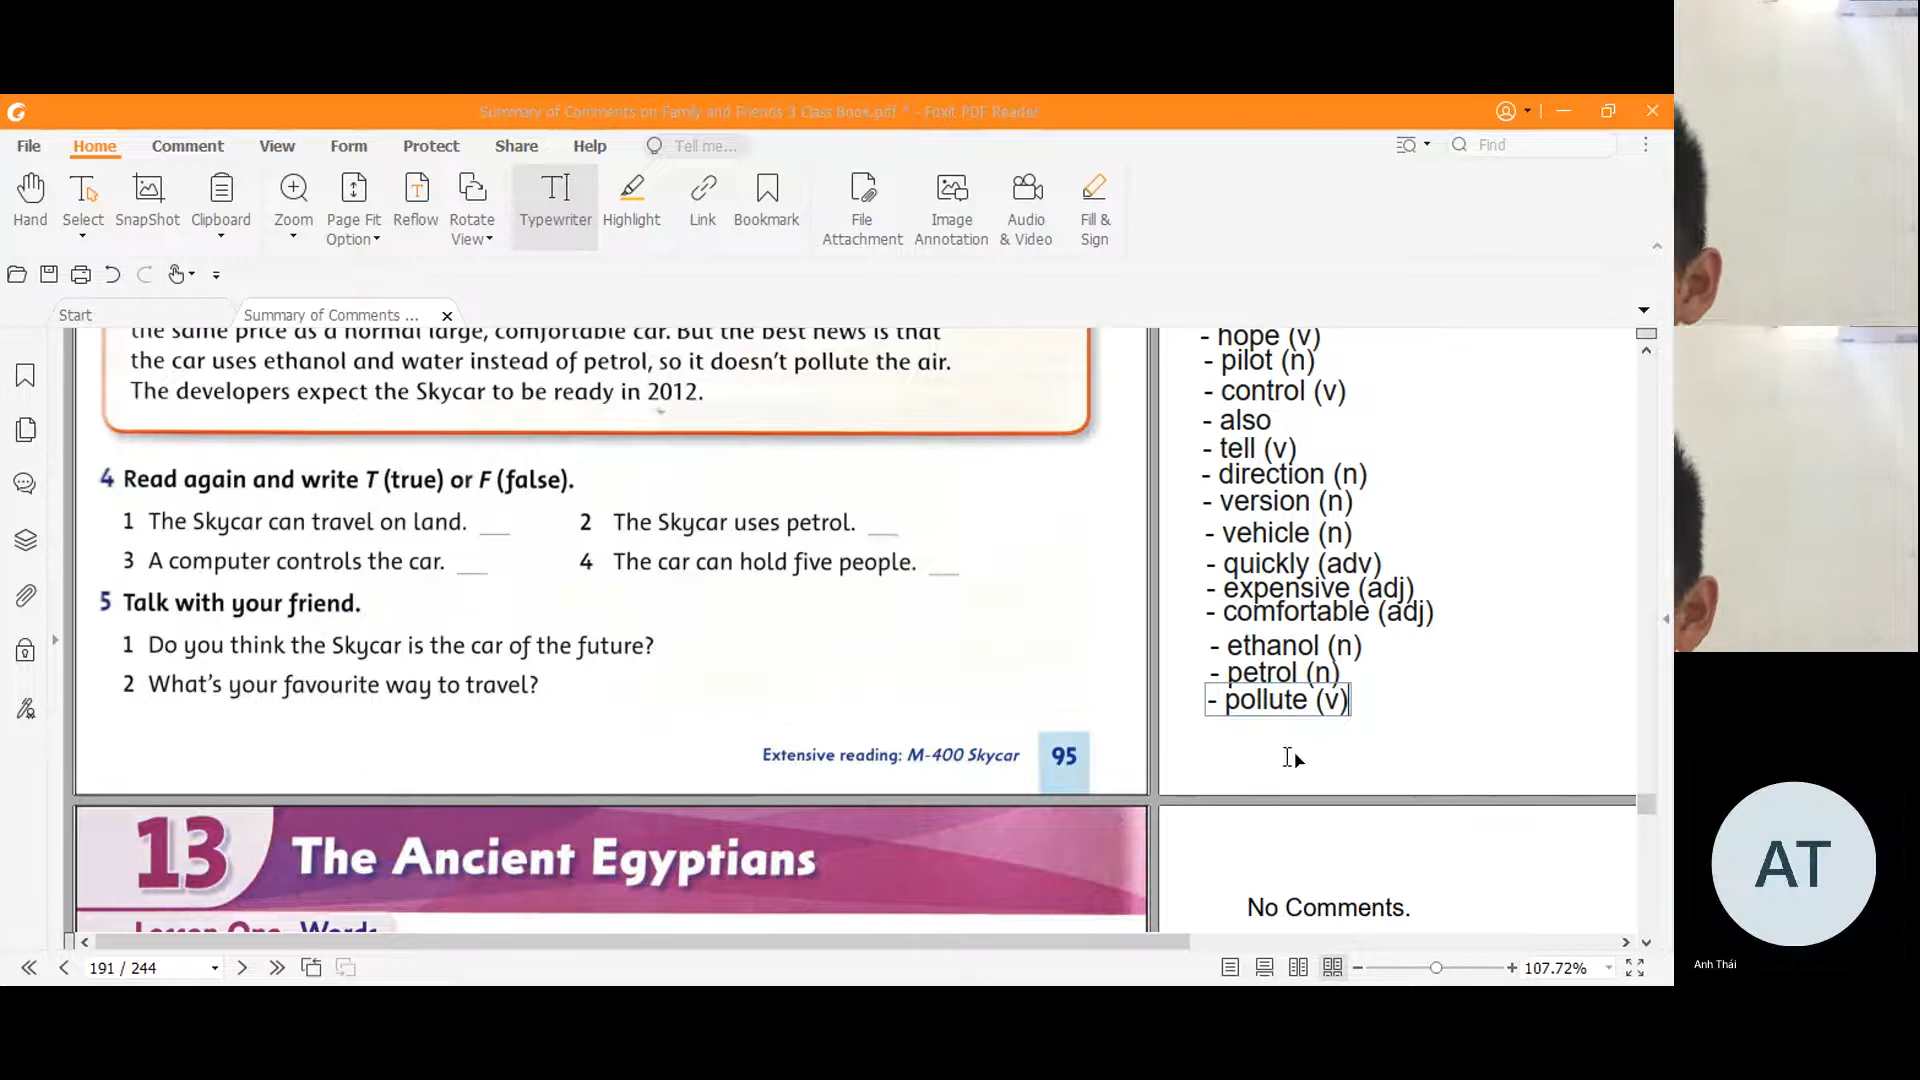 Summary of Comments on Family and Friends 3 Class Book.pdf * - Foxit PDF Reader
File Home Comment View Form Protect Share Help Tell me... Find
Hand Select SnapShot Clipboard Zoom Page Fit Option Reflow Rotate View Typewriter Highlight Link Bookmark File Attachment Image Annotation Audio & Video Fill & Sign
Start Summary of Comments ...
the same price as a normal large, comfortable car. But the best news is that
the car uses ethanol and water instead of petrol, so it doesn't pollute the air.
The developers expect the Skycar to be ready in 2012.
4 Read again and write T (true) or F (false).
1 The Skycar can travel on land. ___ 2 The Skycar uses petrol. ___
3 A computer controls the car. ___ 4 The car can hold five people. ___
5 Talk with your friend.
1 Do you think the Skycar is the car of the future?
2 What's your favourite way to travel?
Extensive reading: M-400 Skycar 95
- hope (v)
- pilot (n)
- control (v)
- also
- tell (v)
- direction (n)
- version (n)
- vehicle (n)
- quickly (adv)
- expensive (adj)
- comfortable (adj)
- ethanol (n)
- petrol (n)
- pollute (v)
13 The Ancient Egyptians
Lesson One Words
No Comments.
191 / 244
107.72%
AT
Anh Thái